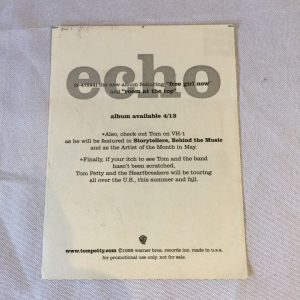 echo
(2-47294) the new album featuring "free girl now"
and "room at the top"
album available 4/13
•Also, check out Tom on VH-1
as he will be featured in Storytellers, Behind the Music
and as the Artist of the Month in May.
•Finally, if your itch to see Tom and the band
hasn't been scratched,
Tom Petty and the Heartbreakers will be touring
all over the U.S., this summer and fall.
www.tompetty.com ©1999 warner bros. records inc. made in u.s.a.
for promotional use only. not for sale.